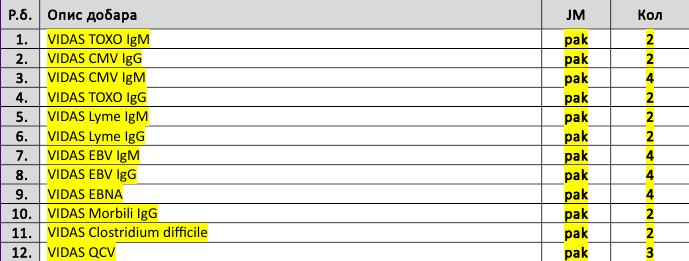 Р.б. Опис добара ЈМ Кол
1. VIDAS TOXO IgM pak 2
2. VIDAS CMV IgG pak 2
3. VIDAS CMV IgM pak 4
4. VIDAS TOXO IgG pak 2
5. VIDAS Lyme IgM pak 2
6. VIDAS Lyme IgG pak 2
7. VIDAS EBV IgM pak 4
8. VIDAS EBV IgG pak 4
9. VIDAS EBNA pak 4
10. VIDAS Morbili IgG pak 2
11. VIDAS Clostridium difficile pak 2
12. VIDAS QCV pak 3